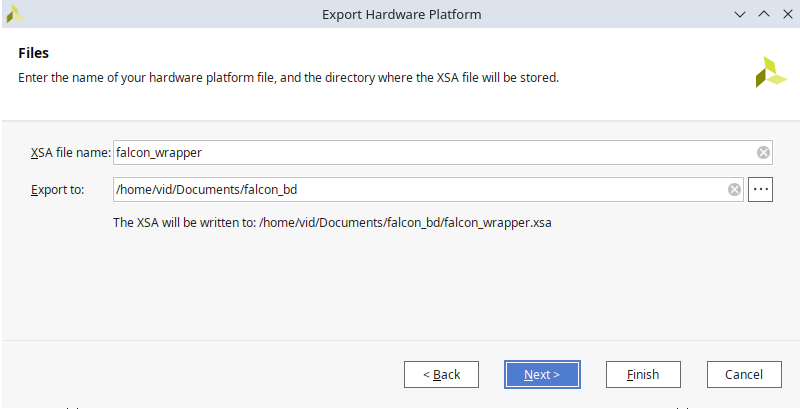 Export Hardware Platform
Files
Enter the name of your hardware platform file, and the directory where the XSA file will be stored.
XSA file name: falcon_wrapper
Export to: /home/vid/Documents/falcon_bd
The XSA will be written to: /home/vid/Documents/falcon_bd/falcon_wrapper.xsa
< Back Next > Finish Cancel